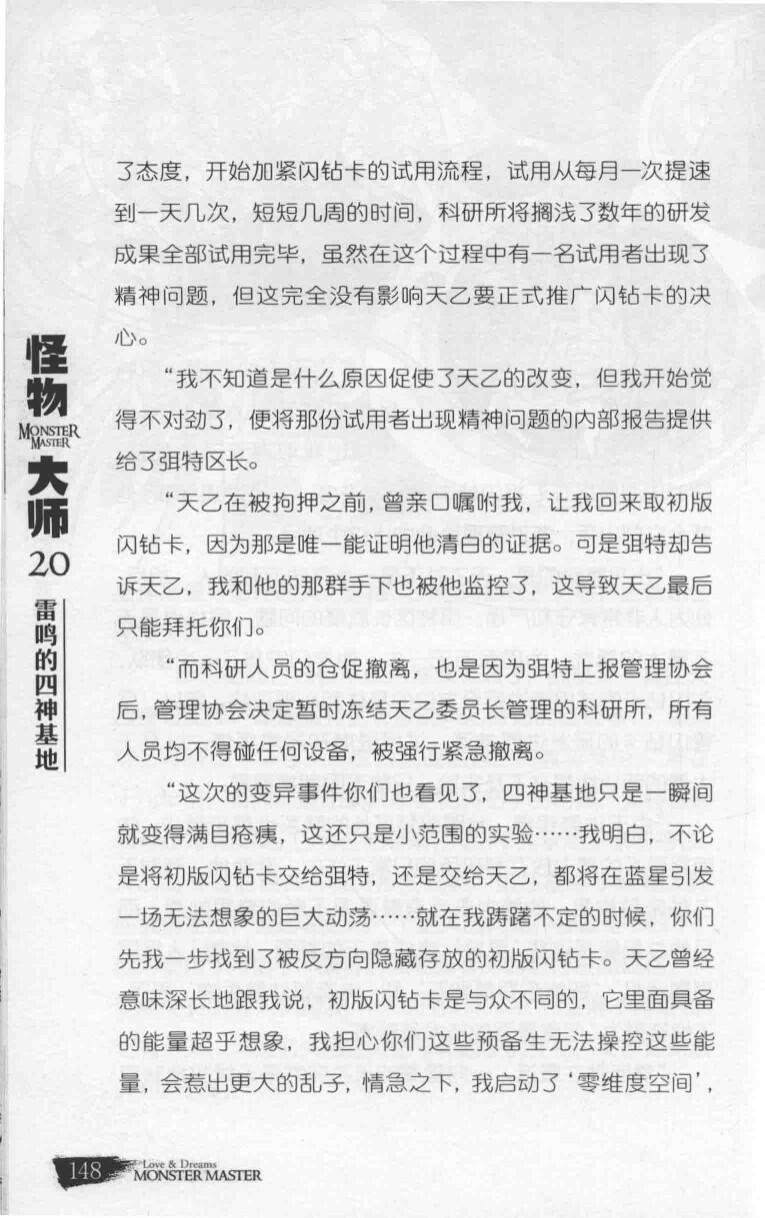 了态度，开始加紧闪钻卡的试用流程，试用从每月一次提速
到一天几次，短短几周的时间，科研所将搁浅了数年的研发
成果全部试用完毕，虽然在这个过程中有一名试用者出现了
精神问题，但这完全没有影响天乙要正式推广闪钻卡的决
心。
“我不知道是什么原因促使了天乙的改变，但我开始觉
得不对劲了，便将那份试用者出现精神问题的内部报告提供
给了弭特区长。
“天乙在被拘押之前，曾亲口嘱咐我，让我回来取初版
闪钻卡，因为那是唯一能证明他清白的证据。可是弭特却告
诉天乙，我和他的那群手下也被他监控了，这导致天乙最后
只能拜托你们。
“而科研人员的仓促撤离，也是因为弭特上报管理协会
后，管理协会决定暂时冻结天乙委员长管理的科研所，所有
人员均不得碰任何设备，被强行紧急撤离。
“这次的变异事件你们也看见了，四神基地只是一瞬间
就变得满目疮痍，这还只是小范围的实验……我明白，不论
是将初版闪钻卡交给弭特，还是交给天乙，都将在蓝星引发
一场无法想象的巨大动荡……就在我踌躇不定的时候，你们
先我一步找到了被反方向隐藏存放的初版闪钻卡。天乙曾经
意味深长地跟我说，初版闪钻卡是与众不同的，它里面具备
的能量超乎想象，我担心你们这些预备生无法操控这些能
量，会惹出更大的乱子，情急之下，我启动了‘零维度空间’，
怪物
MONSTER
MASTER
大师
20
雷鸣的四神基地
148
Love & Dreams
MONSTER MASTER